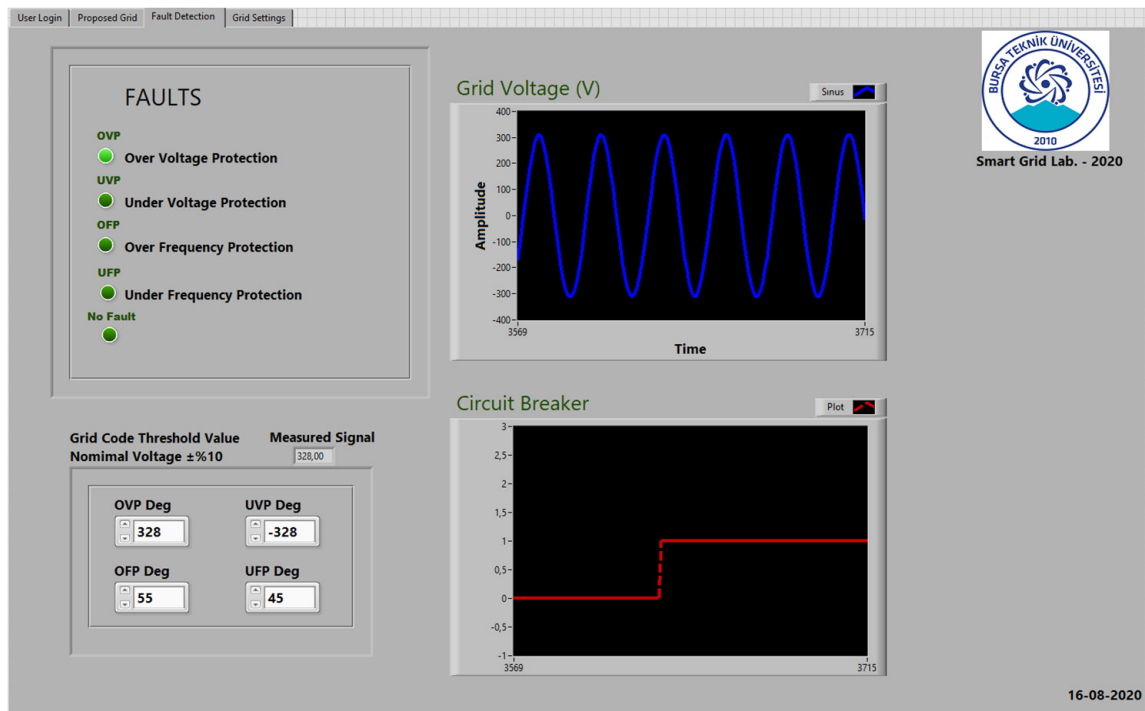 User Login
Proposed Grid
Fault Detection
Grid Settings
FAULTS
OVP
Over Voltage Protection
UVP
Under Voltage Protection
OFP
Over Frequency Protection
UFP
Under Frequency Protection
No Fault
Grid Code Threshold Value
Nomimal Voltage ±%10
Measured Signal
328,00
OVP Deg
328
UVP Deg
-328
OFP Deg
55
UFP Deg
45
Grid Voltage (V)
Sinus
Amplitude
400
300
200
100
0
-100
-200
-300
-400
3569
3715
Time
Circuit Breaker
Plot
3
2,5
2
1,5
1
0,5
0
-0,5
-1
3569
3715
BURSA TEKNİK ÜNİVERSİTESİ
2010
Smart Grid Lab. - 2020
16-08-2020